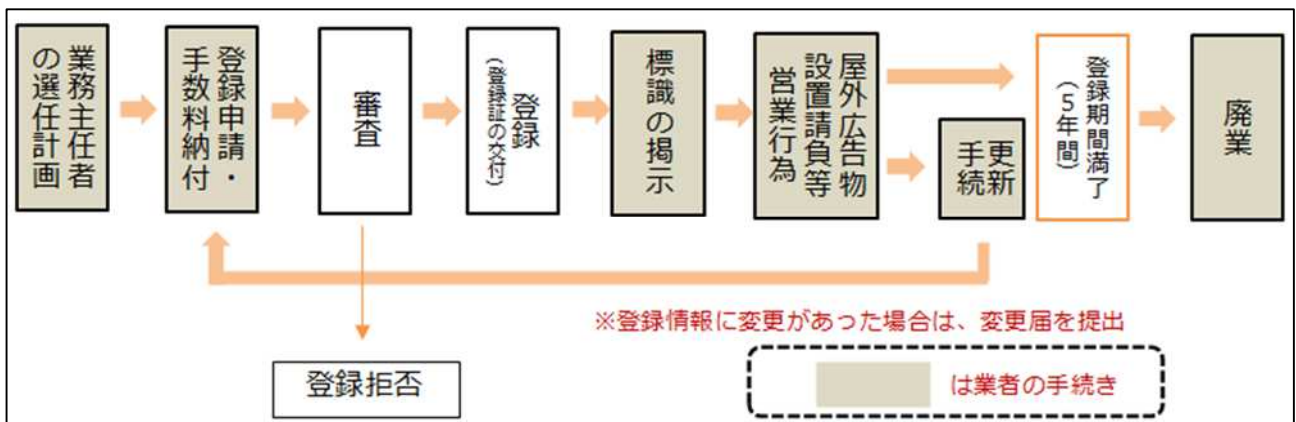 業務主任者
の選任計画
登録申請・
手数料納付
審査
登録
(登録証の交付)
標識の掲示
屋外広告物
設置請負等
営業行為
更新
手続
登録期間満了
(5年間)
廃業
※登録情報に変更があった場合は、変更届を提出
登録拒否
は業者の手続き